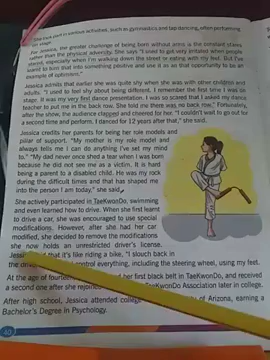 She took part in various activities, such as gymnastics and tap dancing, often performing
on stage.
For Jessica, the greater challenge of being born without arms is the constant stares
rather than the physical adversity. She says "I used to get very irritated when people
stared, especially when I'm walking down the street or eating with my feet. But I've
learnt to turn that into something positive and use it as an opportunity to be an
example of optimism."
Jessica admits that earlier she was quite shy when she was with other children and
adults. "I used to feel shy about being different. I remember the first time I was on
stage. It was my very first dance presentation. I was so scared that I asked my dance
teacher to put me in the back row. She told me there was no back row." Fortunately,
after the show, the audience clapped and cheered for her. "I couldn't wait to go out for
a second time and perform. I danced for 12 years after that," she said.
Jessica credits her parents for being her role models and
pillar of support. "My mother is my role model and
always tells me I can do anything I've set my mind
to." "My dad never once shed a tear when I was born
because he did not see me as a victim. It is hard
being a parent to a disabled child. He was my rock
during the difficult times and that has shaped me
into the person I am today," she said.
She actively participated in TaeKwonDo, swimming
and even learned how to drive. When she first learnt
to drive a car, she was encouraged to use special
modifications. However, after she had her car
modified, she decided to remove the modifications
she now holds an unrestricted driver's license.
that it's like riding a bike, "I slouch in
the control everything, including the steering wheel, using my feet.
At the age of her first black belt in TaeKwonDo, and received
a second one after she TaeKwonDo Association later in college.
After high school, Jessica attended college of Arizona, earning a
Bachelor's Degree in Psychology.
40